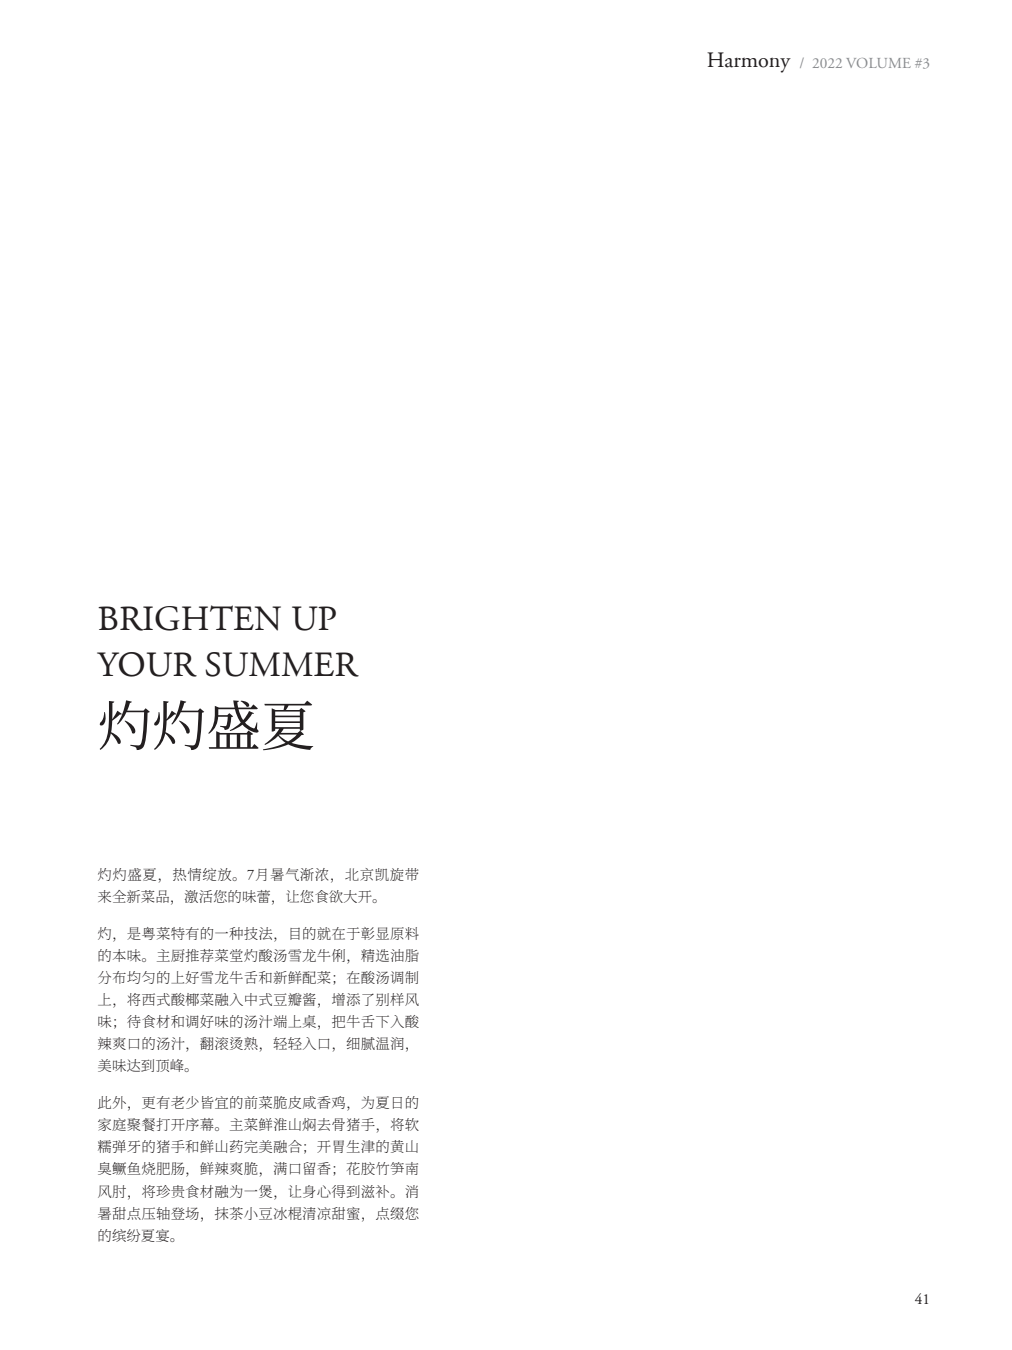 Harmony / 2022 VOLUME #3
BRIGHTEN UP
YOUR SUMMER
灼灼盛夏
灼灼盛夏，热情绽放。7月暑气渐浓，北京凯旋带
来全新菜品，激活您的味蕾，让您食欲大开。
灼，是粤菜特有的一种技法，目的就在于彰显原料
的本味。主厨推荐菜堂灼酸汤雪龙牛俐，精选油脂
分布均匀的上好雪龙牛舌和新鲜配菜；在酸汤调制
上，将西式酸椰菜融入中式豆瓣酱，增添了别样风
味；待食材和调好味的汤汁端上桌，把牛舌下入酸
辣爽口的汤汁，翻滚烫熟，轻轻入口，细腻温润，
美味达到顶峰。
此外，更有老少皆宜的前菜脆皮咸香鸡，为夏日的
家庭聚餐打开序幕。主菜鲜淮山焖去骨猪手，将软
糯弹牙的猪手和鲜山药完美融合；开胃生津的黄山
臭鳜鱼烧肥肠，鲜辣爽脆，满口留香；花胶竹笋南
风肘，将珍贵食材融为一煲，让身心得到滋补。消
暑甜点压轴登场，抹茶小豆冰棍清凉甜蜜，点缀您
的缤纷夏宴。
41